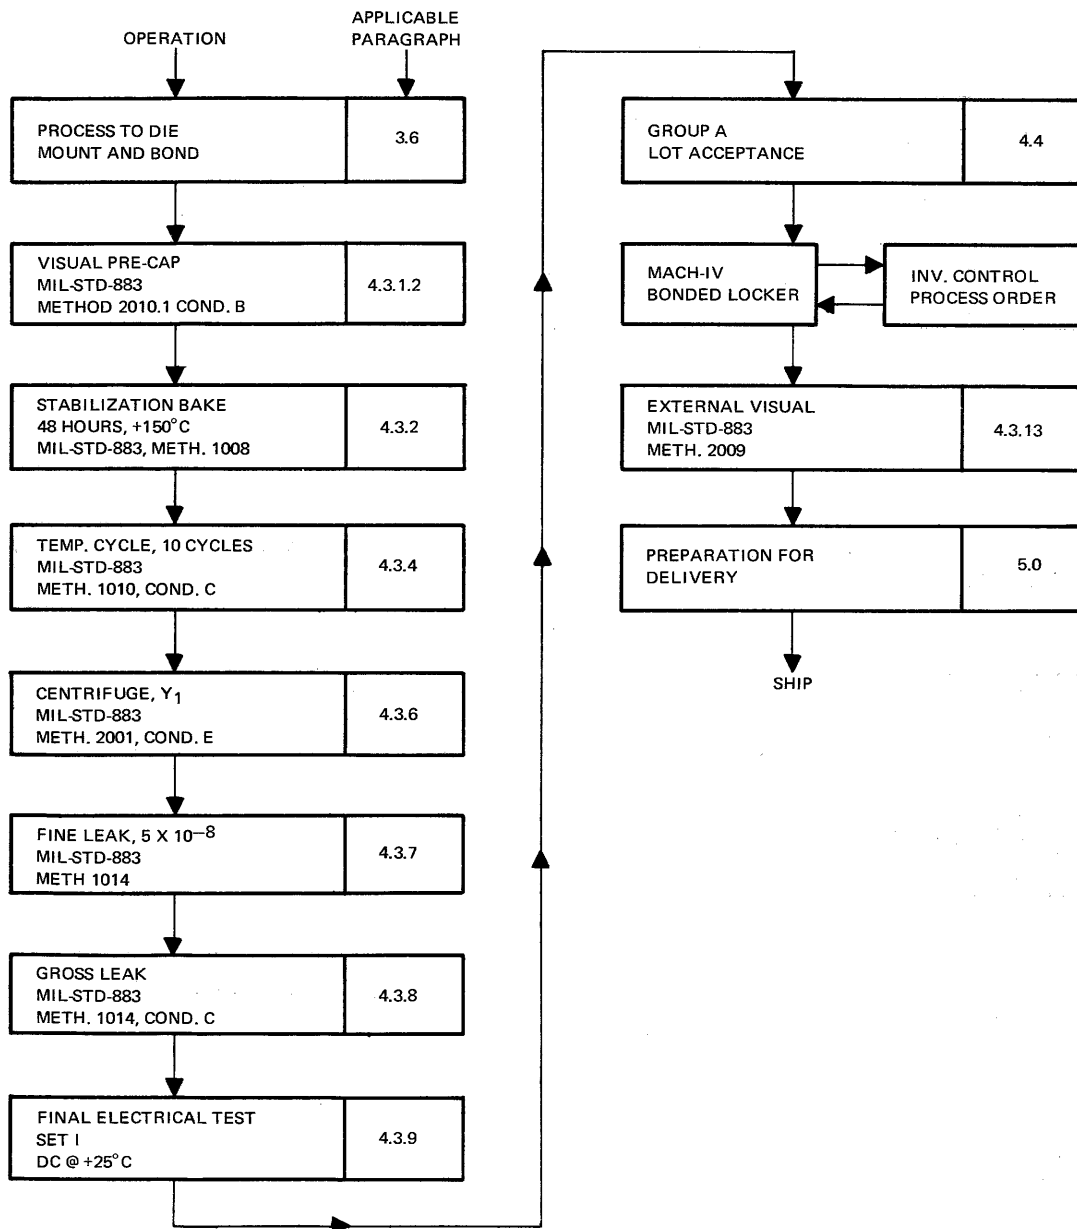 OPERATION
APPLICABLE
PARAGRAPH
PROCESS TO DIE
MOUNT AND BOND
3.6
VISUAL PRE-CAP
MIL-STD-883
METHOD 2010.1 COND. B
4.3.1.2
STABILIZATION BAKE
48 HOURS, +150°C
MIL-STD-883, METH. 1008
4.3.2
TEMP. CYCLE, 10 CYCLES
MIL-STD-883
METH. 1010, COND. C
4.3.4
CENTRIFUGE, Y1
MIL-STD-883
METH. 2001, COND. E
4.3.6
FINE LEAK, 5 X 10–8
MIL-STD-883
METH 1014
4.3.7
GROSS LEAK
MIL-STD-883
METH. 1014, COND. C
4.3.8
FINAL ELECTRICAL TEST
SET I
DC @ +25°C
4.3.9
GROUP A
LOT ACCEPTANCE
4.4
MACH-IV
BONDED LOCKER
INV. CONTROL
PROCESS ORDER
EXTERNAL VISUAL
MIL-STD-883
METH. 2009
4.3.13
PREPARATION FOR
DELIVERY
5.0
SHIP